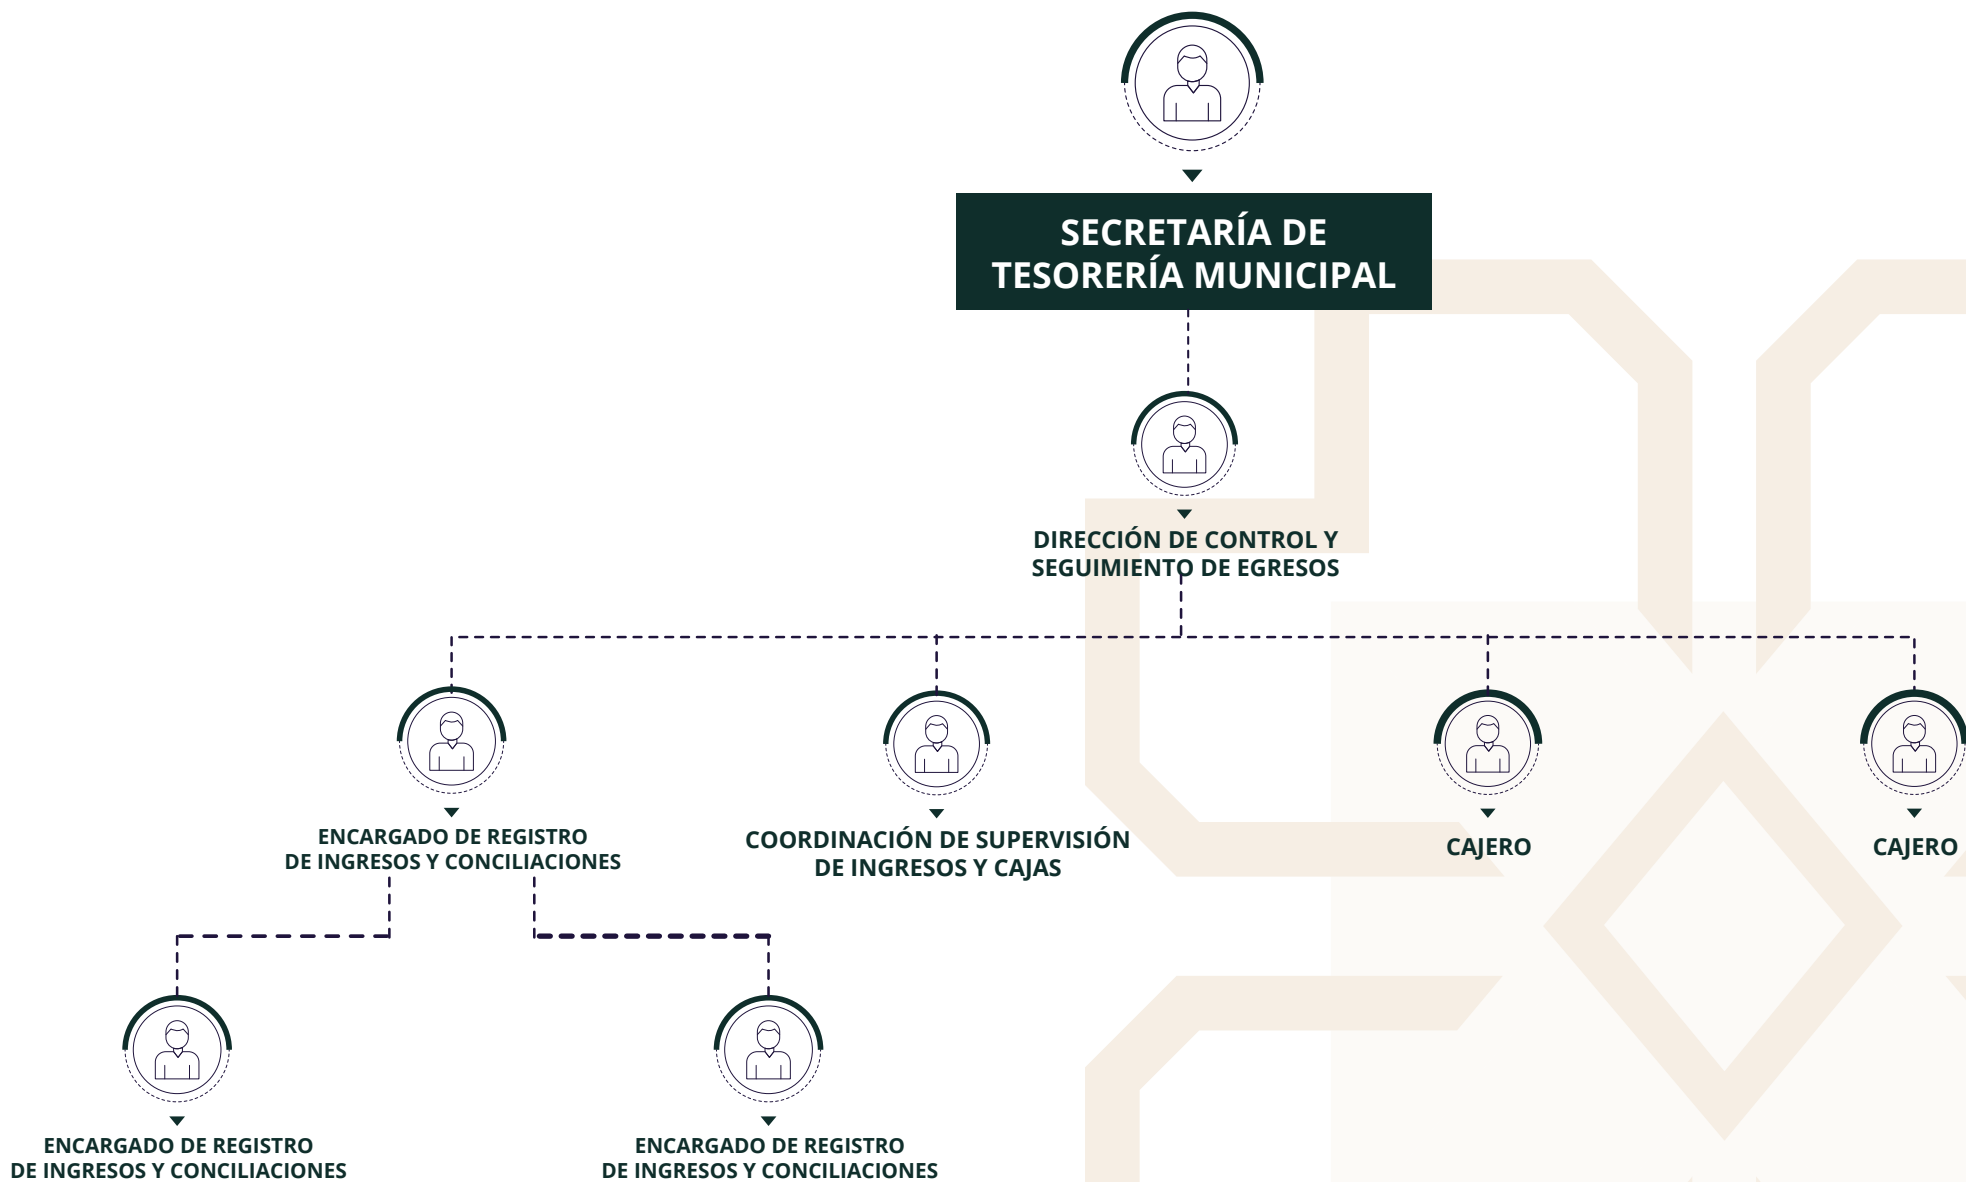 SECRETARÍA DE
TESORERÍA MUNICIPAL
DIRECCIÓN DE CONTROL Y
SEGUIMIENTO DE EGRESOS
ENCARGADO DE REGISTRO
DE INGRESOS Y CONCILIACIONES
COORDINACIÓN DE SUPERVISIÓN
DE INGRESOS Y CAJAS
CAJERO
CAJERO
ENCARGADO DE REGISTRO
DE INGRESOS Y CONCILIACIONES
ENCARGADO DE REGISTRO
DE INGRESOS Y CONCILIACIONES